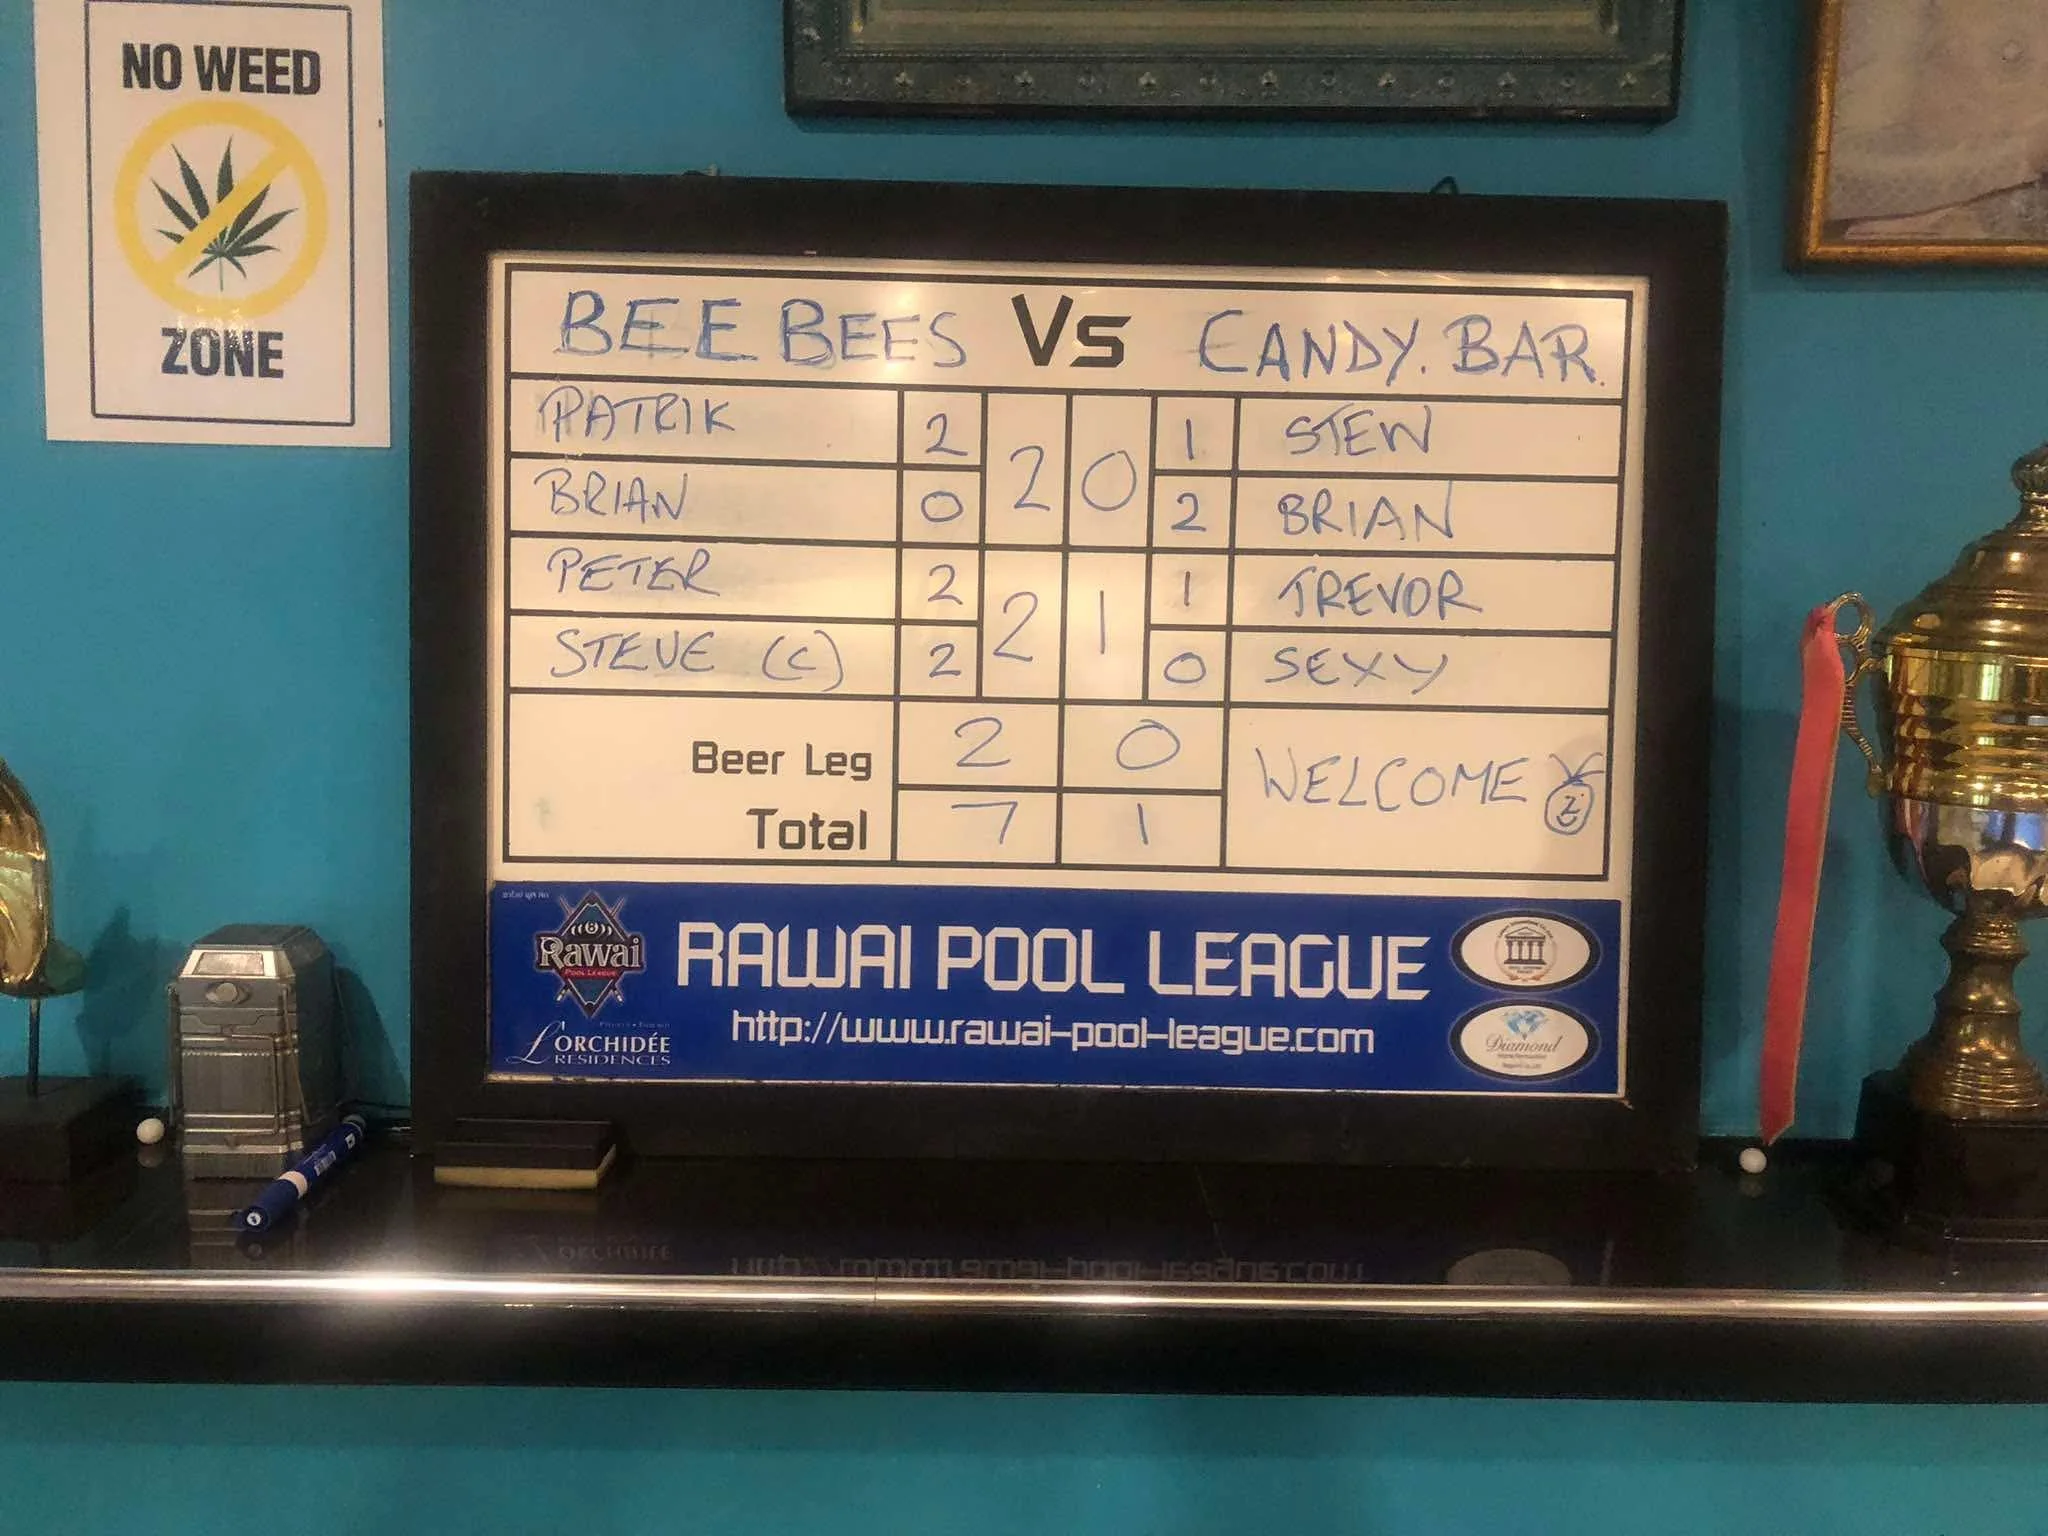 NO WEED
ZONE
BEE BEES Vs CANDY. BAR.
PATRIK 2 2 0 1 STEW
BRIAN 0 2 BRIAN
PETER 2 2 1 1 TREVOR
STEVE (C) 2 0 SEXY
Beer Leg 2 0 WELCOME
Total 7 1
Rawai
POOL LEAGUE
RAWAI POOL LEAGUE
http://www.rawai-pool-league.com
L'ORCHIDÉE
RESIDENCES
Diamond